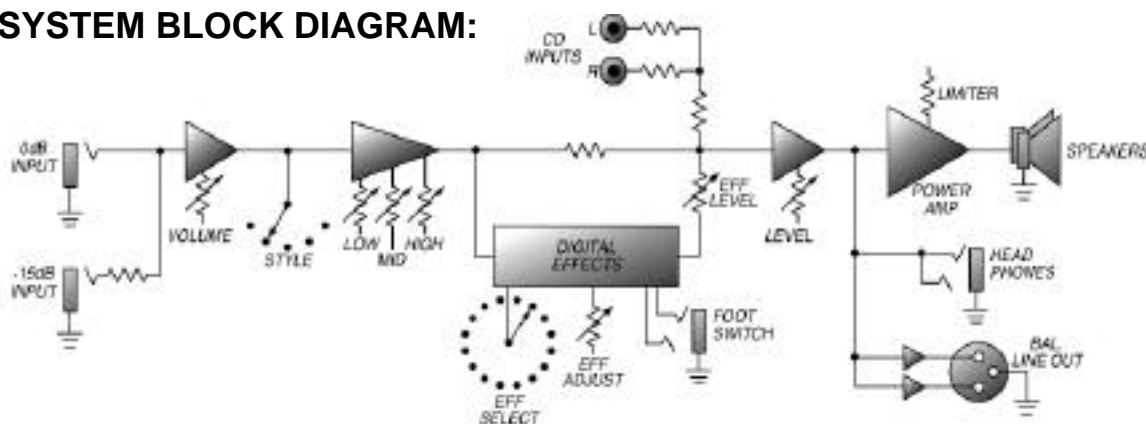 SYSTEM BLOCK DIAGRAM:
CD
INPUTS
L
R
LIMITER
0dB
INPUT
SPEAKERS
EFF
LEVEL
POWER
AMP
VOLUME
STYLE
LOW
MID
HIGH
LEVEL
DIGITAL
EFFECTS
-15dB
INPUT
HEAD
PHONES
FOOT
SWITCH
EFF
ADJUST
BAL.
LINE OUT
EFF
SELECT